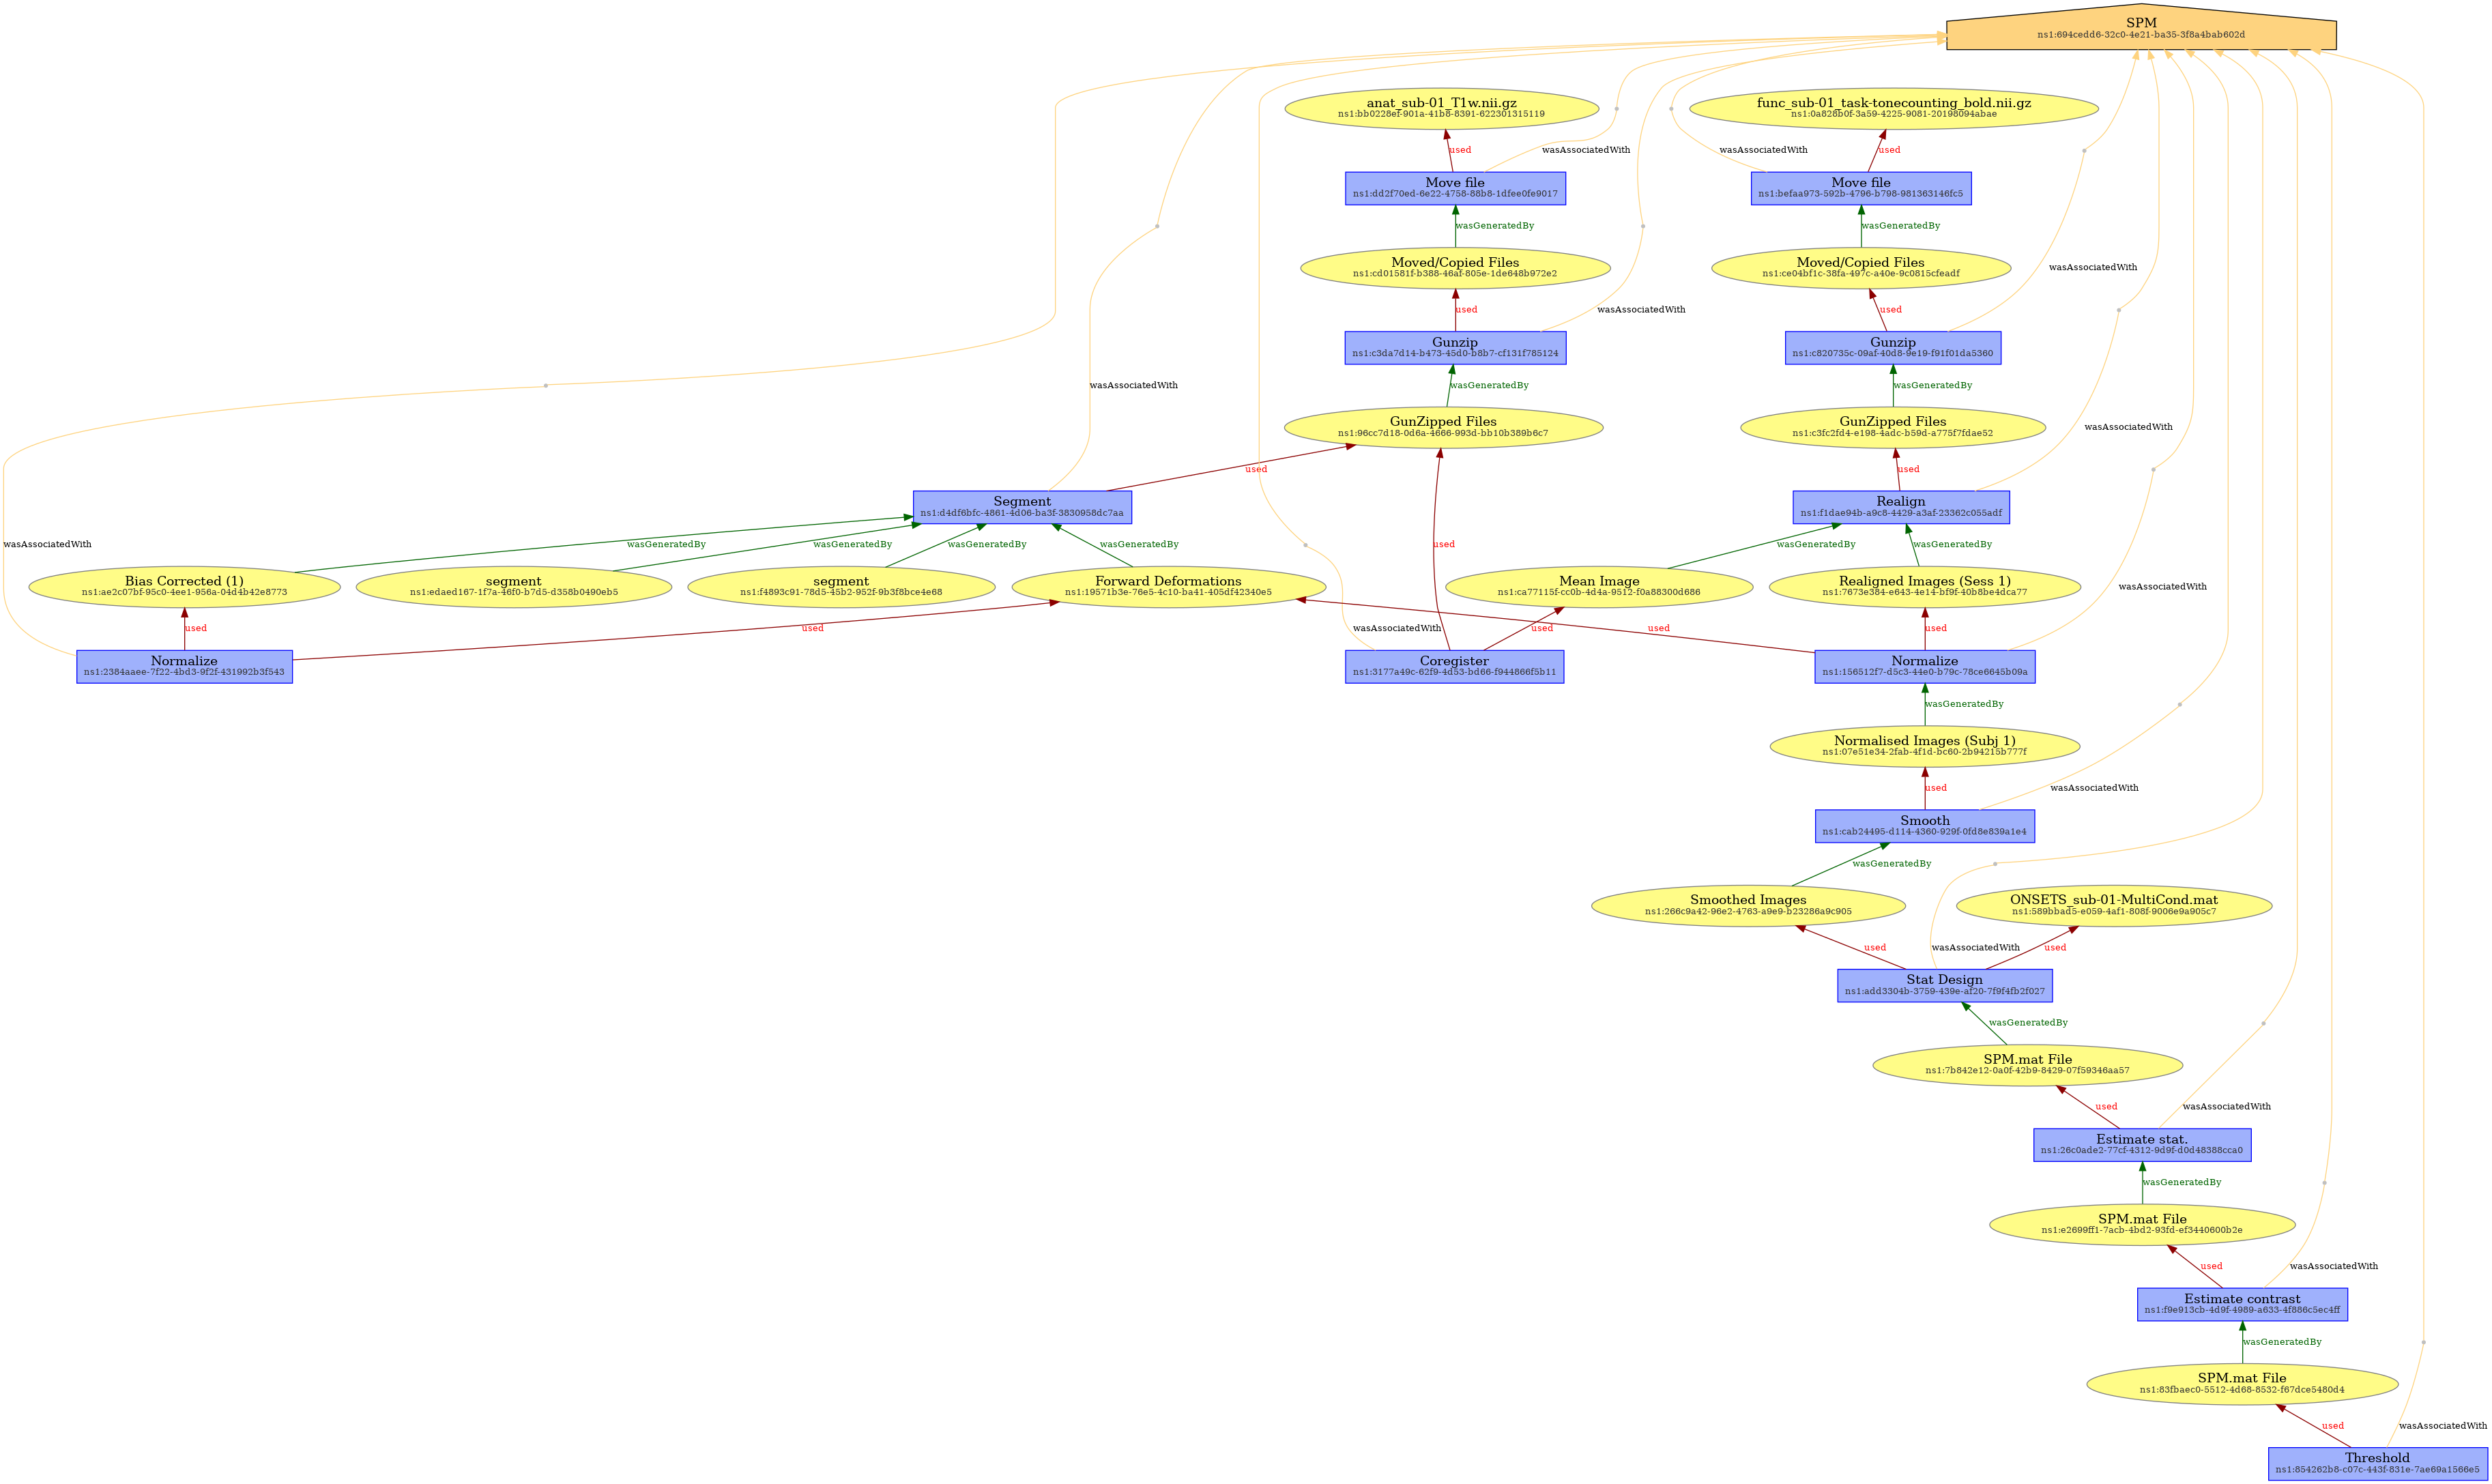 SPM
ns1:694cedd6-32c0-4e21-ba35-3f8a4bab602d
anat_sub-01_T1w.nii.gz
ns1:bb0228ef-901a-41b8-8391-622301315119
func_sub-01_task-tonecounting_bold.nii.gz
ns1:0a828b0f-3a59-4225-9081-20198094abae
used
wasAssociatedWith
wasAssociatedWith
used
Move file
ns1:dd2f70ed-6e22-4758-88b8-1dfee0fe9017
Move file
ns1:befaa973-592b-4796-b798-981363146fc5
wasGeneratedBy
wasGeneratedBy
Moved/Copied Files
ns1:cd01581f-b388-46af-805e-1de648b972e2
Moved/Copied Files
ns1:ce04bf1c-38fa-497c-a40e-9c0815cfeadf
wasAssociatedWith
used
wasAssociatedWith
used
Gunzip
ns1:c3da7d14-b473-45d0-b8b7-cf131f785124
Gunzip
ns1:c820735c-09af-40d8-9e19-f91f01da5360
wasAssociatedWith
wasGeneratedBy
wasGeneratedBy
GunZipped Files
ns1:96cc7d18-0d6a-4666-993d-bb10b389b6c7
GunZipped Files
ns1:c3fc2fd4-e198-4adc-b59d-a775f7fdae52
wasAssociatedWith
used
used
Segment
ns1:d4df6bfc-4861-4d06-ba3f-3830958dc7aa
Realign
ns1:f1dae94b-a9c8-4429-a3af-23362c055adf
wasAssociatedWith
wasGeneratedBy
wasGeneratedBy
wasGeneratedBy
wasGeneratedBy
used
wasGeneratedBy
wasGeneratedBy
Bias Corrected (1)
ns1:ae2c07bf-95c0-4ee1-956a-04d4b42e8773
segment
ns1:edaed167-1f7a-46f0-b7d5-d358b0490eb5
segment
ns1:f4893c91-78d5-45b2-952f-9b3f8bce4e68
Forward Deformations
ns1:19571b3e-76e5-4c10-ba41-405df42340e5
Mean Image
ns1:ca77115f-cc0b-4d4a-9512-f0a88300d686
Realigned Images (Sess 1)
ns1:7673e384-e643-4e14-bf9f-40b8be4dca77
wasAssociatedWith
used
used
wasAssociatedWith
used
used
used
Normalize
ns1:2384aaee-7f22-4bd3-9f2f-431992b3f543
Coregister
ns1:3177a49c-62f9-4d53-bd66-f944866f5b11
Normalize
ns1:156512f7-d5c3-44e0-b79c-78ce6645b09a
wasGeneratedBy
Normalised Images (Subj 1)
ns1:07e51e34-2fab-4f1d-bc60-2b94215b777f
used
wasAssociatedWith
Smooth
ns1:cab24495-d114-4360-929f-0fd8e839a1e4
wasGeneratedBy
Smoothed Images
ns1:266c9a42-96e2-4763-a9e9-b23286a9c905
ONSETS_sub-01-MultiCond.mat
ns1:589bbad5-e059-4af1-808f-9006e9a905c7
used
wasAssociatedWith
used
Stat Design
ns1:add3304b-3759-439e-af20-7f9f4fb2f027
wasGeneratedBy
SPM.mat File
ns1:7b842e12-0a0f-42b9-8429-07f59346aa57
used
wasAssociatedWith
Estimate stat.
ns1:26c0ade2-77cf-4312-9d9f-d0d48388cca0
wasGeneratedBy
SPM.mat File
ns1:e2699ff1-7acb-4bd2-93fd-ef3440600b2e
used
wasAssociatedWith
Estimate contrast
ns1:f9e913cb-4d9f-4989-a633-4f886c5ec4ff
wasGeneratedBy
SPM.mat File
ns1:83fbaec0-5512-4d68-8532-f67dce5480d4
used
wasAssociatedWith
Threshold
ns1:854262b8-c07c-443f-831e-7ae69a1566e5